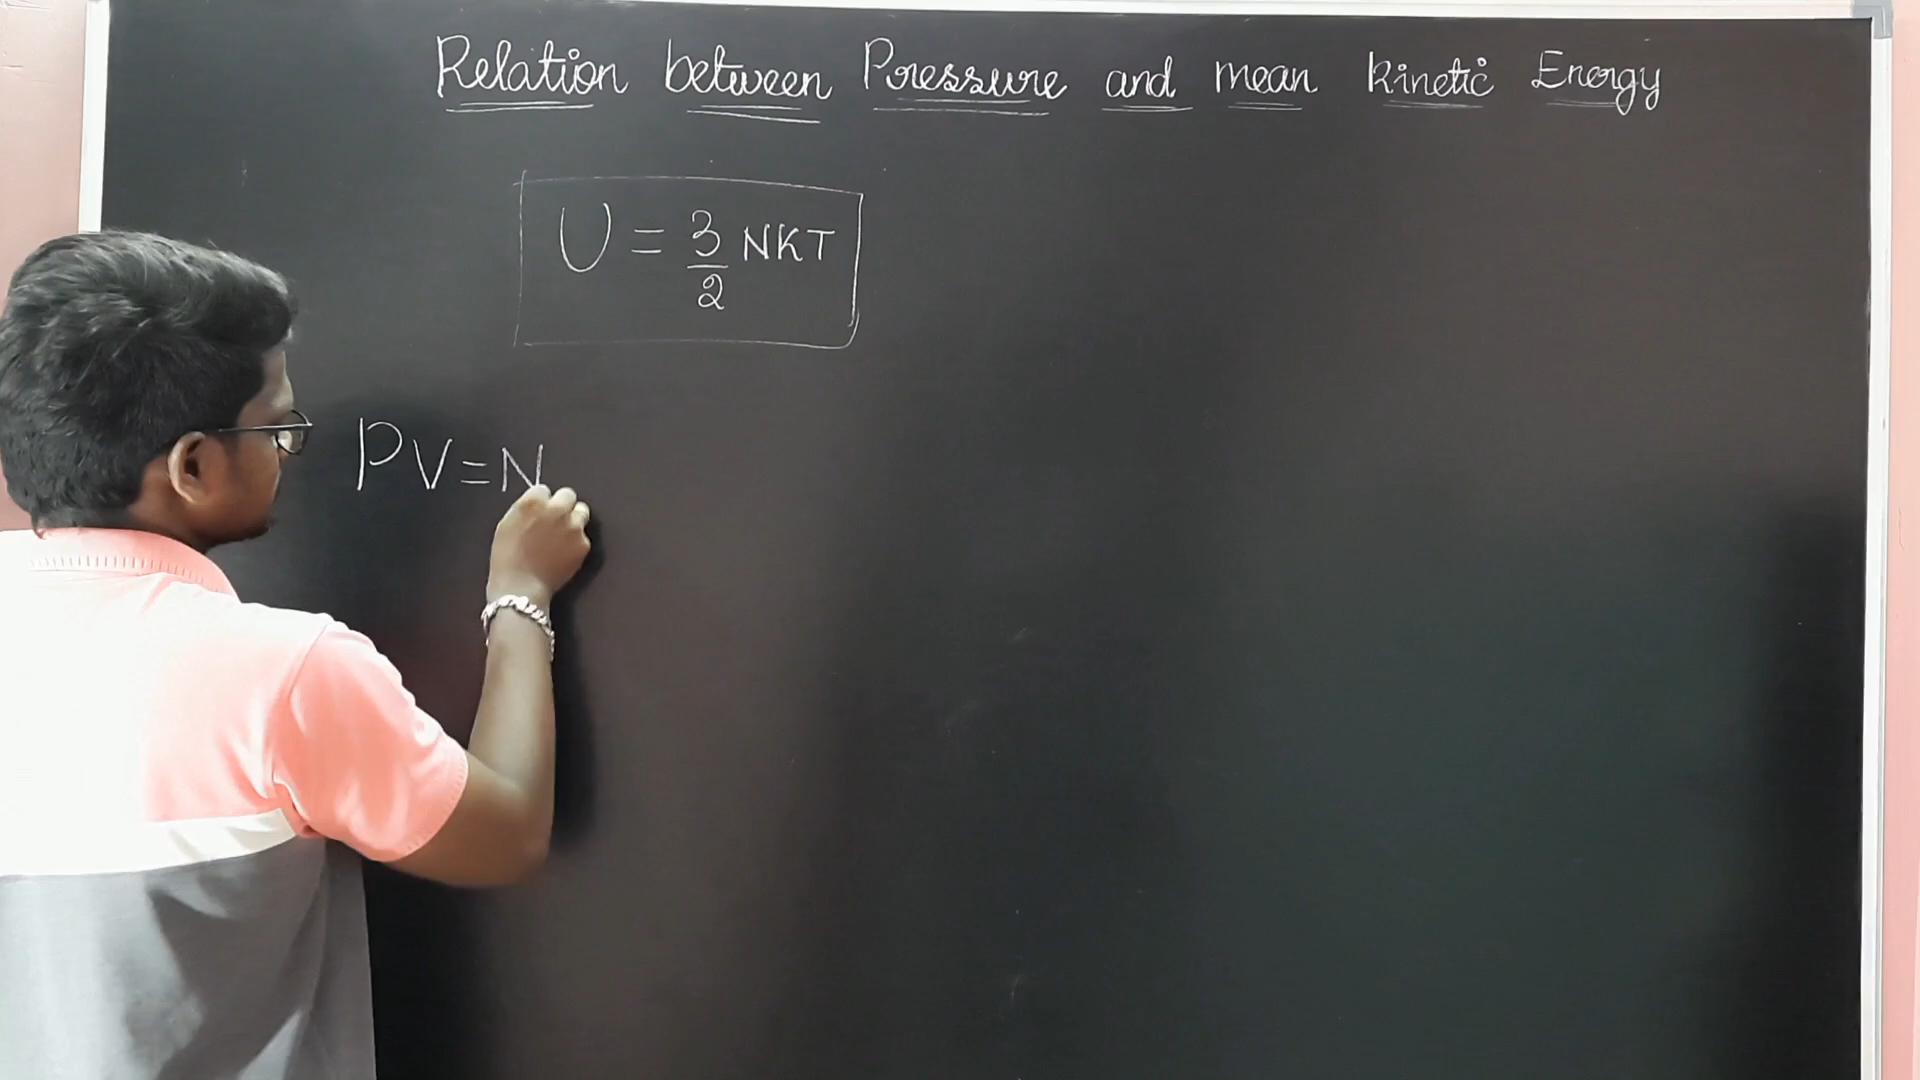 Relation between Pressure and mean kinetic Energy
U = 3/2 NKT
PV=N